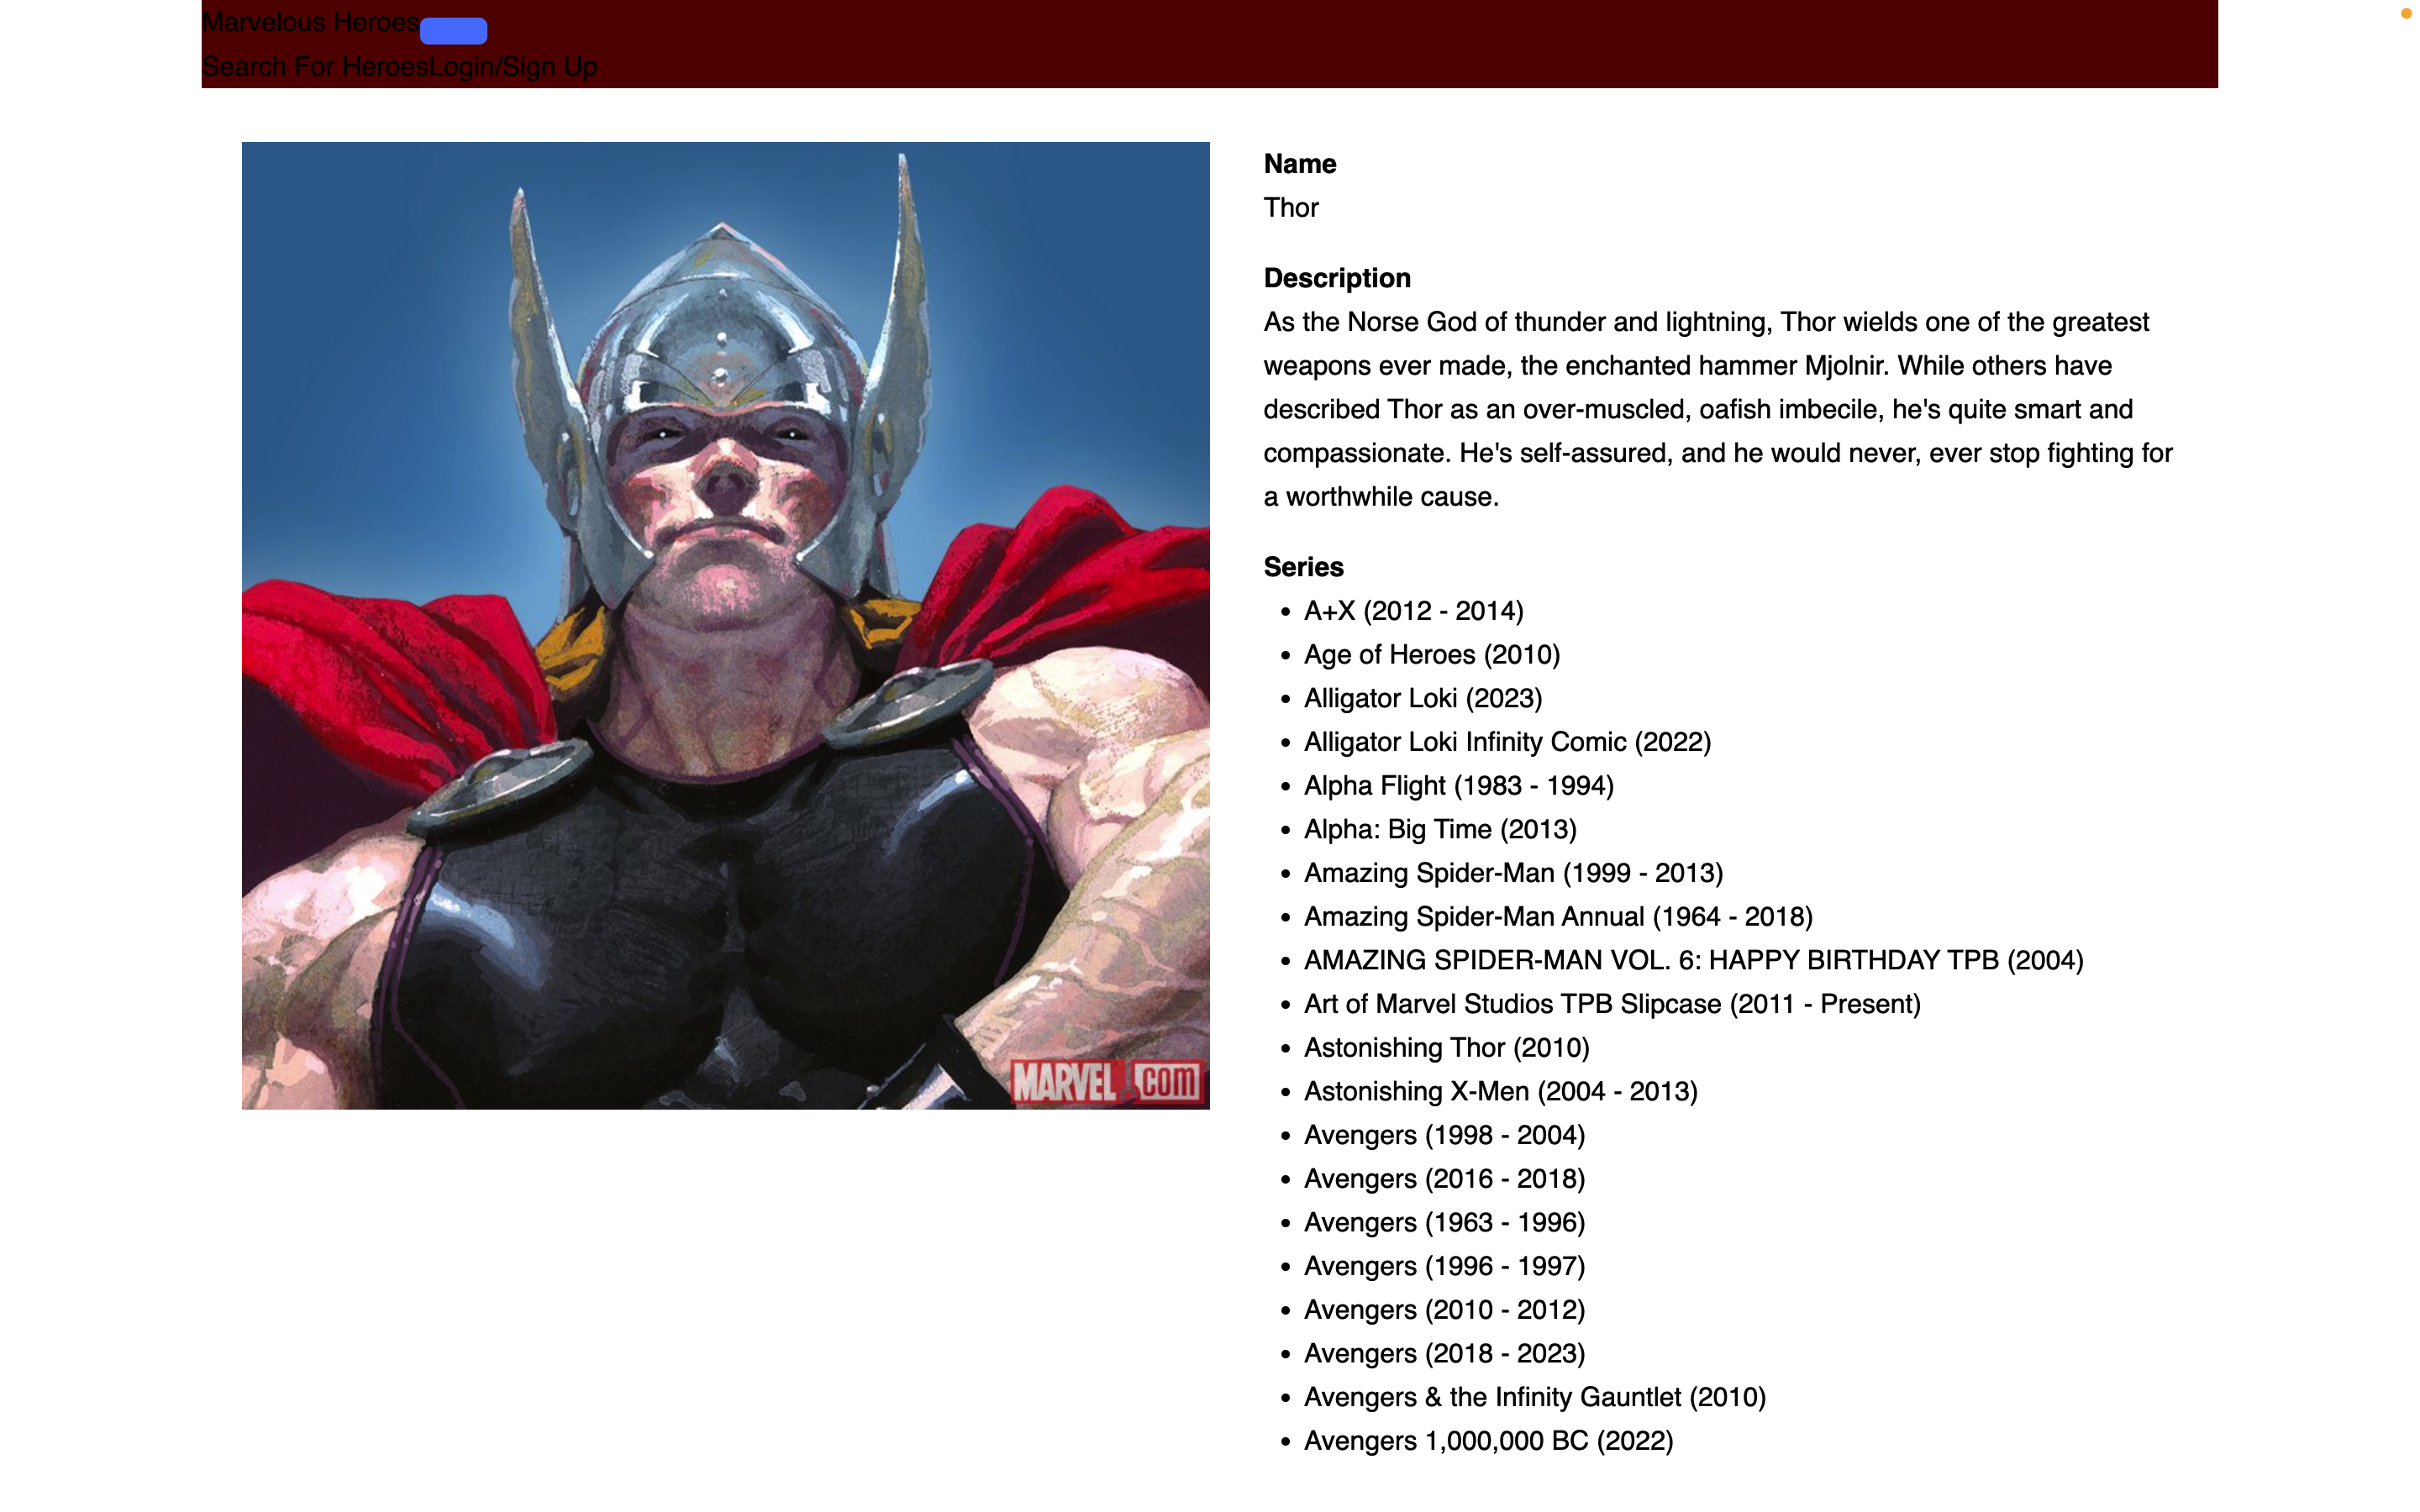 Marvelous Heroes
Search For HeroesLogin/Sign Up
Name
Thor
Description
As the Norse God of thunder and lightning, Thor wields one of the greatest
weapons ever made, the enchanted hammer Mjolnir. While others have
described Thor as an over-muscled, oafish imbecile, he's quite smart and
compassionate. He's self-assured, and he would never, ever stop fighting for
a worthwhile cause.
Series
A+X (2012 - 2014)
Age of Heroes (2010)
Alligator Loki (2023)
Alligator Loki Infinity Comic (2022)
Alpha Flight (1983 - 1994)
Alpha: Big Time (2013)
Amazing Spider-Man (1999 - 2013)
Amazing Spider-Man Annual (1964 - 2018)
AMAZING SPIDER-MAN VOL. 6: HAPPY BIRTHDAY TPB (2004)
Art of Marvel Studios TPB Slipcase (2011 - Present)
Astonishing Thor (2010)
Astonishing X-Men (2004 - 2013)
Avengers (1998 - 2004)
Avengers (2016 - 2018)
Avengers (1963 - 1996)
Avengers (1996 - 1997)
Avengers (2010 - 2012)
Avengers (2018 - 2023)
Avengers & the Infinity Gauntlet (2010)
Avengers 1,000,000 BC (2022)
MARVEL.com